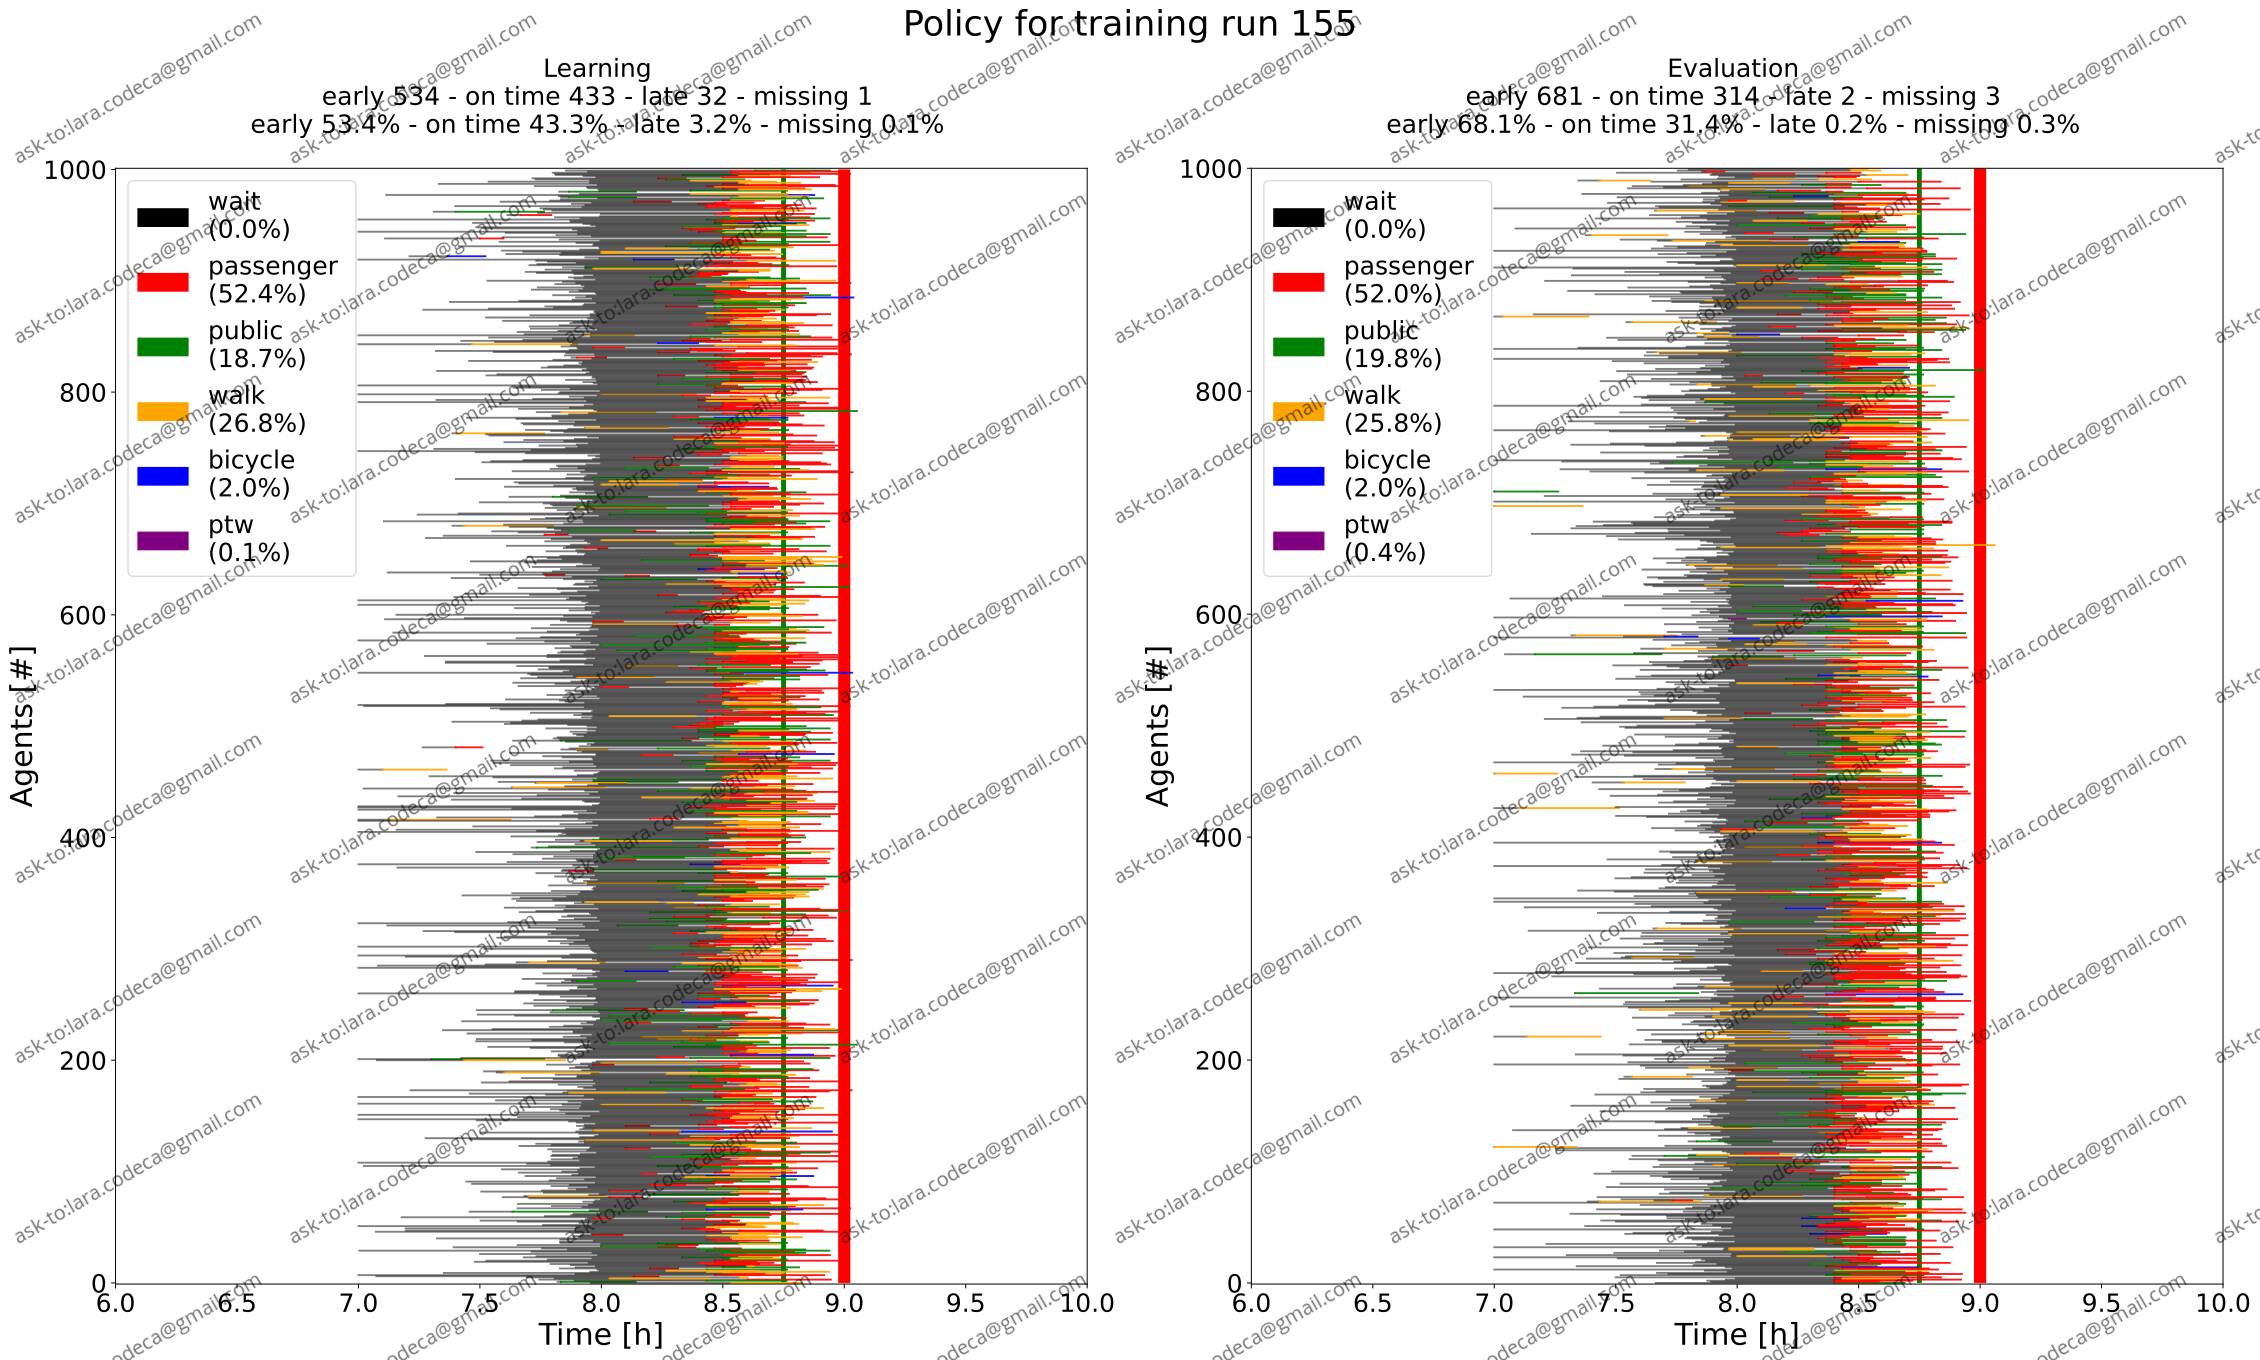 Policy for training run 155
Learning
early 534 - on time 433 - late 32 - missing 1
early 53.4% - on time 43.3% - late 3.2% - missing 0.1%
1000
800
600
400
200
0
Agents [#]
wait
(0.0%)
passenger
(52.4%)
public
(18.7%)
walk
(26.8%)
bicycle
(2.0%)
ptw
(0.1%)
6.0 6.5 7.0 7.5 8.0 8.5 9.0 9.5 10.0
Time [h]
Evaluation
early 681 - on time 314 - late 2 - missing 3
early 68.1% - on time 31.4% - late 0.2% - missing 0.3%
1000
800
600
400
200
0
Agents [#]
wait
(0.0%)
passenger
(52.0%)
public
(19.8%)
walk
(25.8%)
bicycle
(2.0%)
ptw
(0.4%)
6.0 6.5 7.0 7.5 8.0 8.5 9.0 9.5 10.0
Time [h]
ask-to:lara.codeca@gmail.com